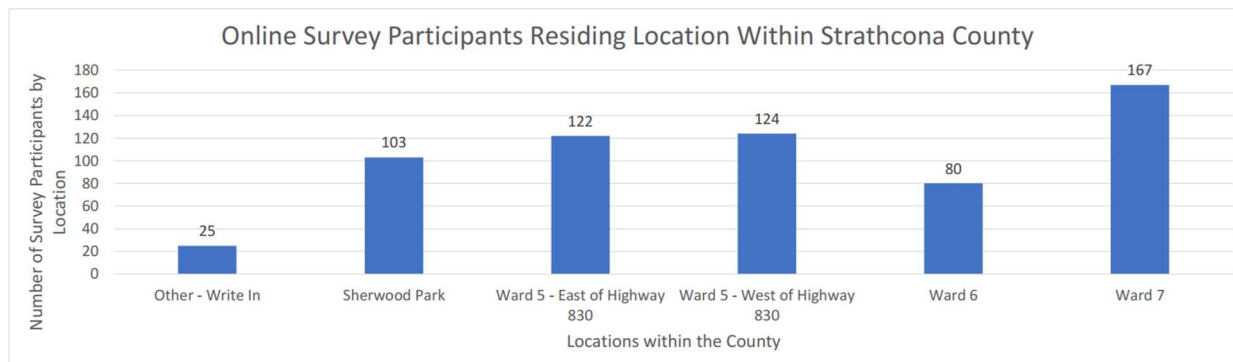 Online Survey Participants Residing Location Within Strathcona County
Number of Survey Participants by
Location
180
160
140
120
100
80
60
40
20
0
25
103
122
124
80
167
Other - Write In
Sherwood Park
Ward 5 - East of Highway
830
Ward 5 - West of Highway
830
Ward 6
Ward 7
Locations within the County